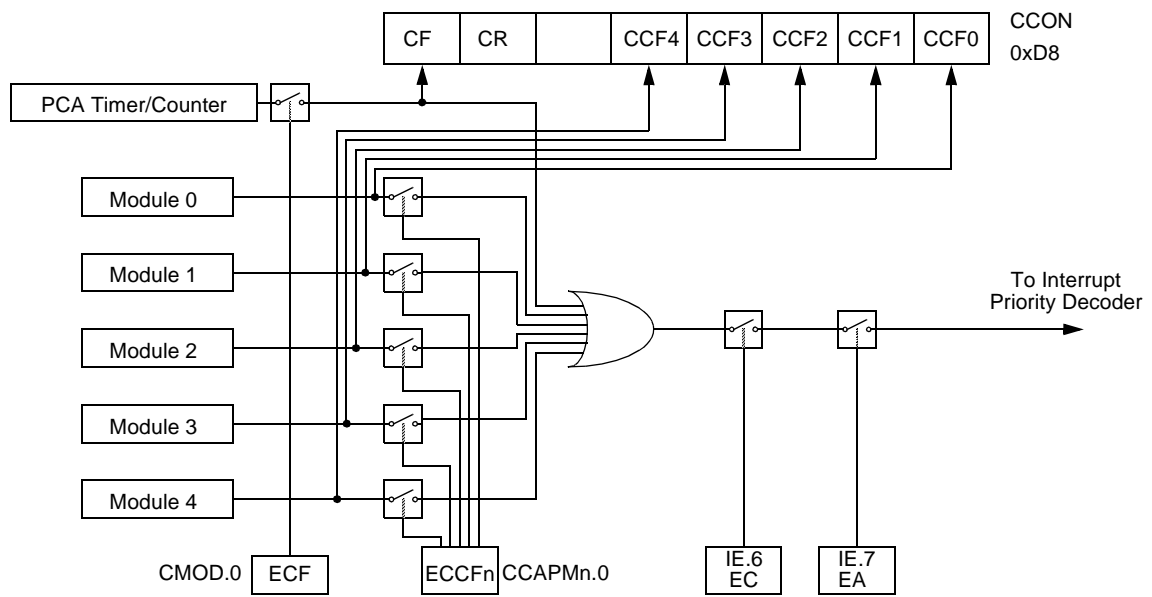 CF CR CCF4 CCF3 CCF2 CCF1 CCF0
CCON
0xD8
PCA Timer/Counter
Module 0
Module 1
Module 2
Module 3
Module 4
To Interrupt
Priority Decoder
CMOD.0 ECF
ECCFn CCAPMn.0
IE.6
EC
IE.7
EA